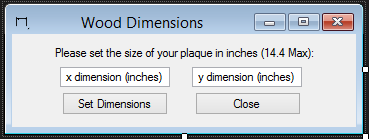 Wood Dimensions
Please set the size of your plaque in inches (14.4 Max):
x dimension (inches) y dimension (inches)
Set Dimensions Close